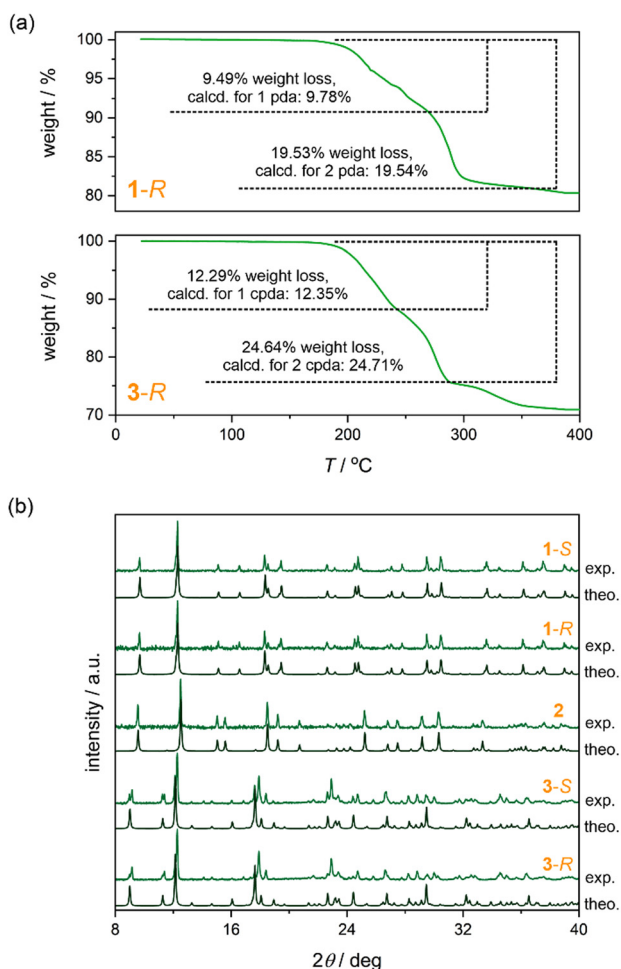 (a)
100
95
90
85
80
weight / %
9.49% weight loss,
calcd. for 1 pda: 9.78%
19.53% weight loss,
calcd. for 2 pda: 19.54%
1-R
100
90
80
70
weight / %
12.29% weight loss,
calcd. for 1 cpda: 12.35%
24.64% weight loss,
calcd. for 2 cpda: 24.71%
3-R
0 100 200 300 400
T / °C
(b)
intensity / a.u.
1-S
exp.
theo.
1-R
exp.
theo.
2
exp.
theo.
3-S
exp.
theo.
3-R
exp.
theo.
8 16 24 32 40
2θ / deg